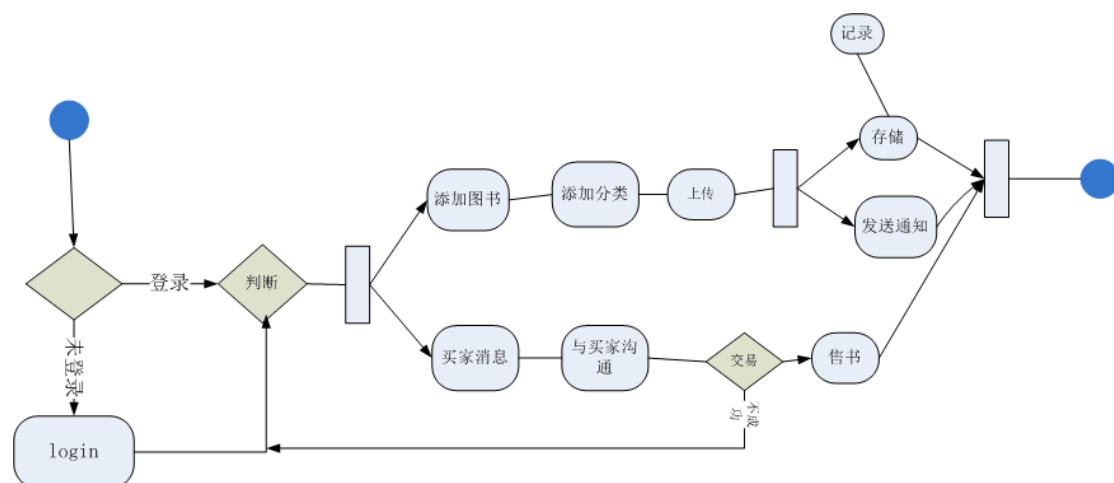 记录
存储
添加图书
添加分类
上传
发送通知
登录
判断
未登录
买家消息
与买家沟
通
交易
售书
不成
功
login